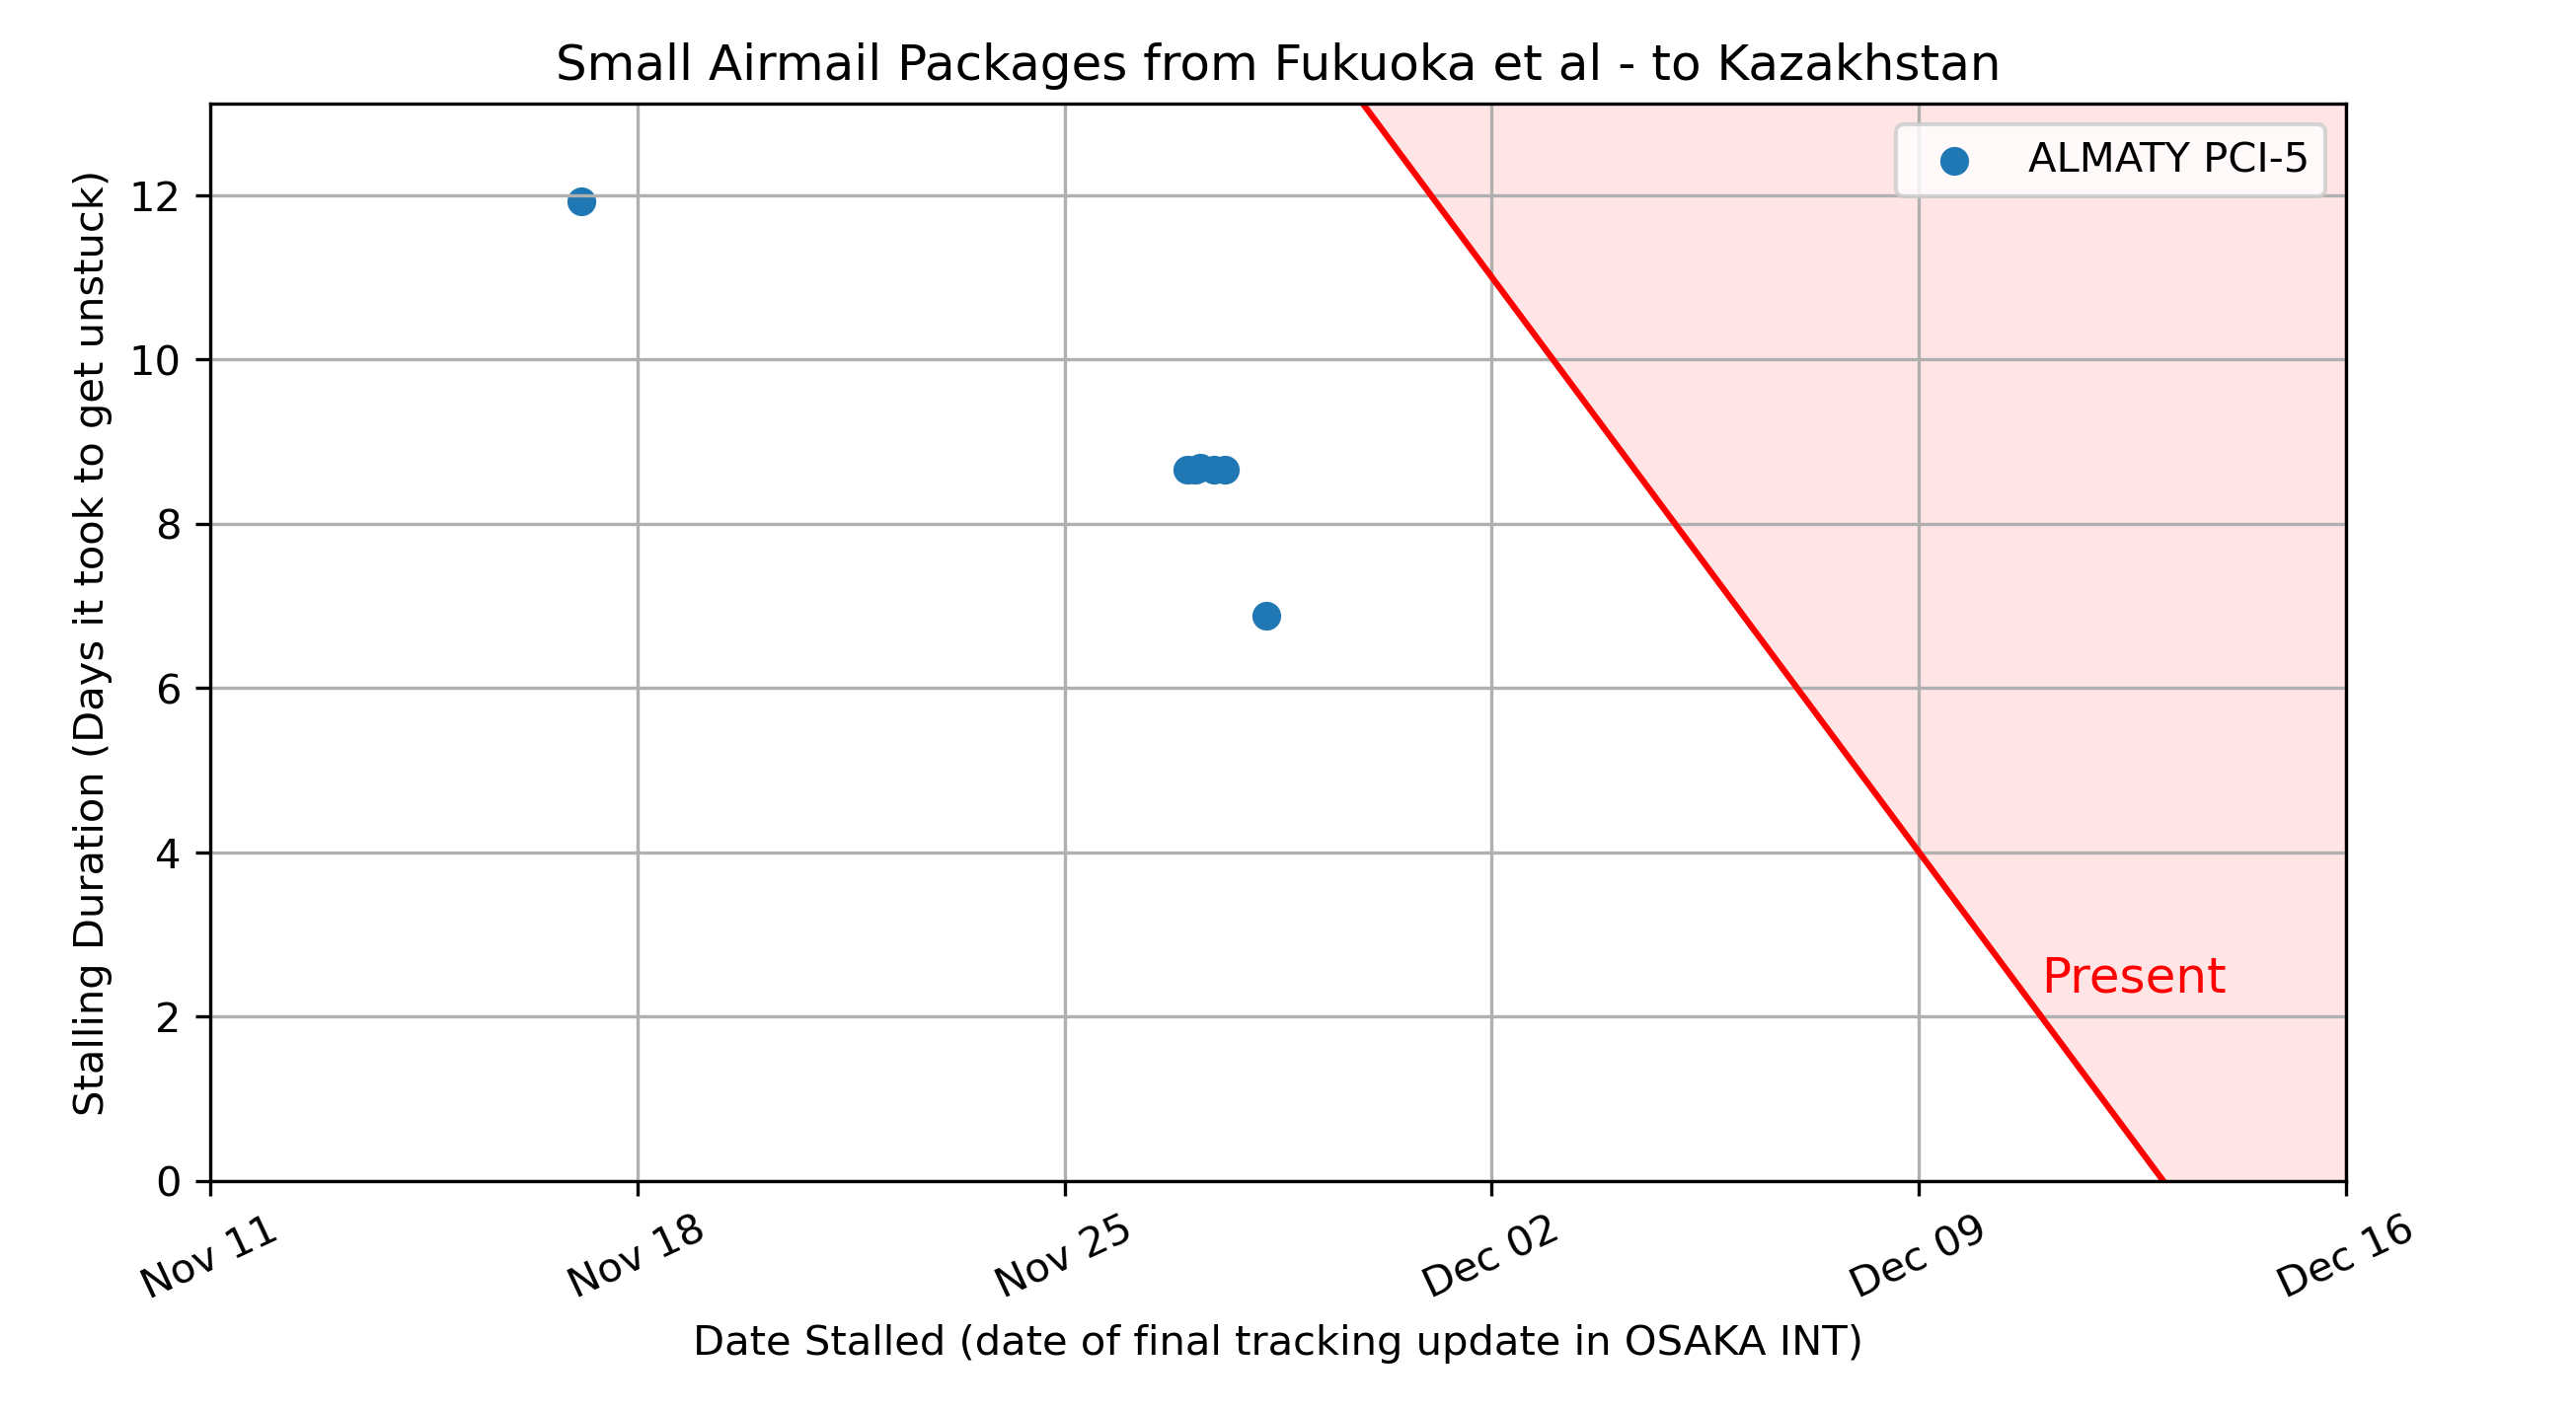 Small Airmail Packages from Fukuoka et al - to Kazakhstan
ALMATY PCI-5
Stalling Duration (Days it took to get unstuck)
12
10
8
6
4
2
0
Present
Nov 11
Nov 18
Nov 25
Dec 02
Dec 09
Dec 16
Date Stalled (date of final tracking update in OSAKA INT)